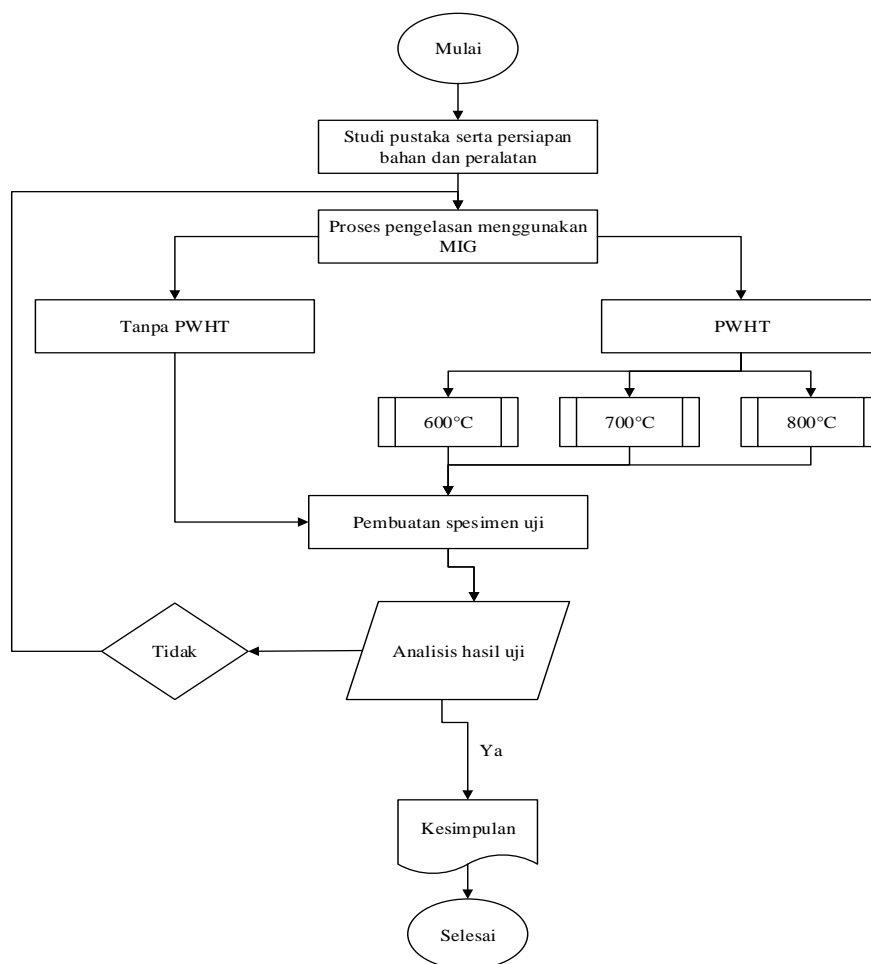 Mulai
Studi pustaka serta persiapan
bahan dan peralatan
Proses pengelasan menggunakan
MIG
Tanpa PWHT
PWHT
600°C
700°C
800°C
Pembuatan spesimen uji
Tidak
Analisis hasil uji
Ya
Kesimpulan
Selesai